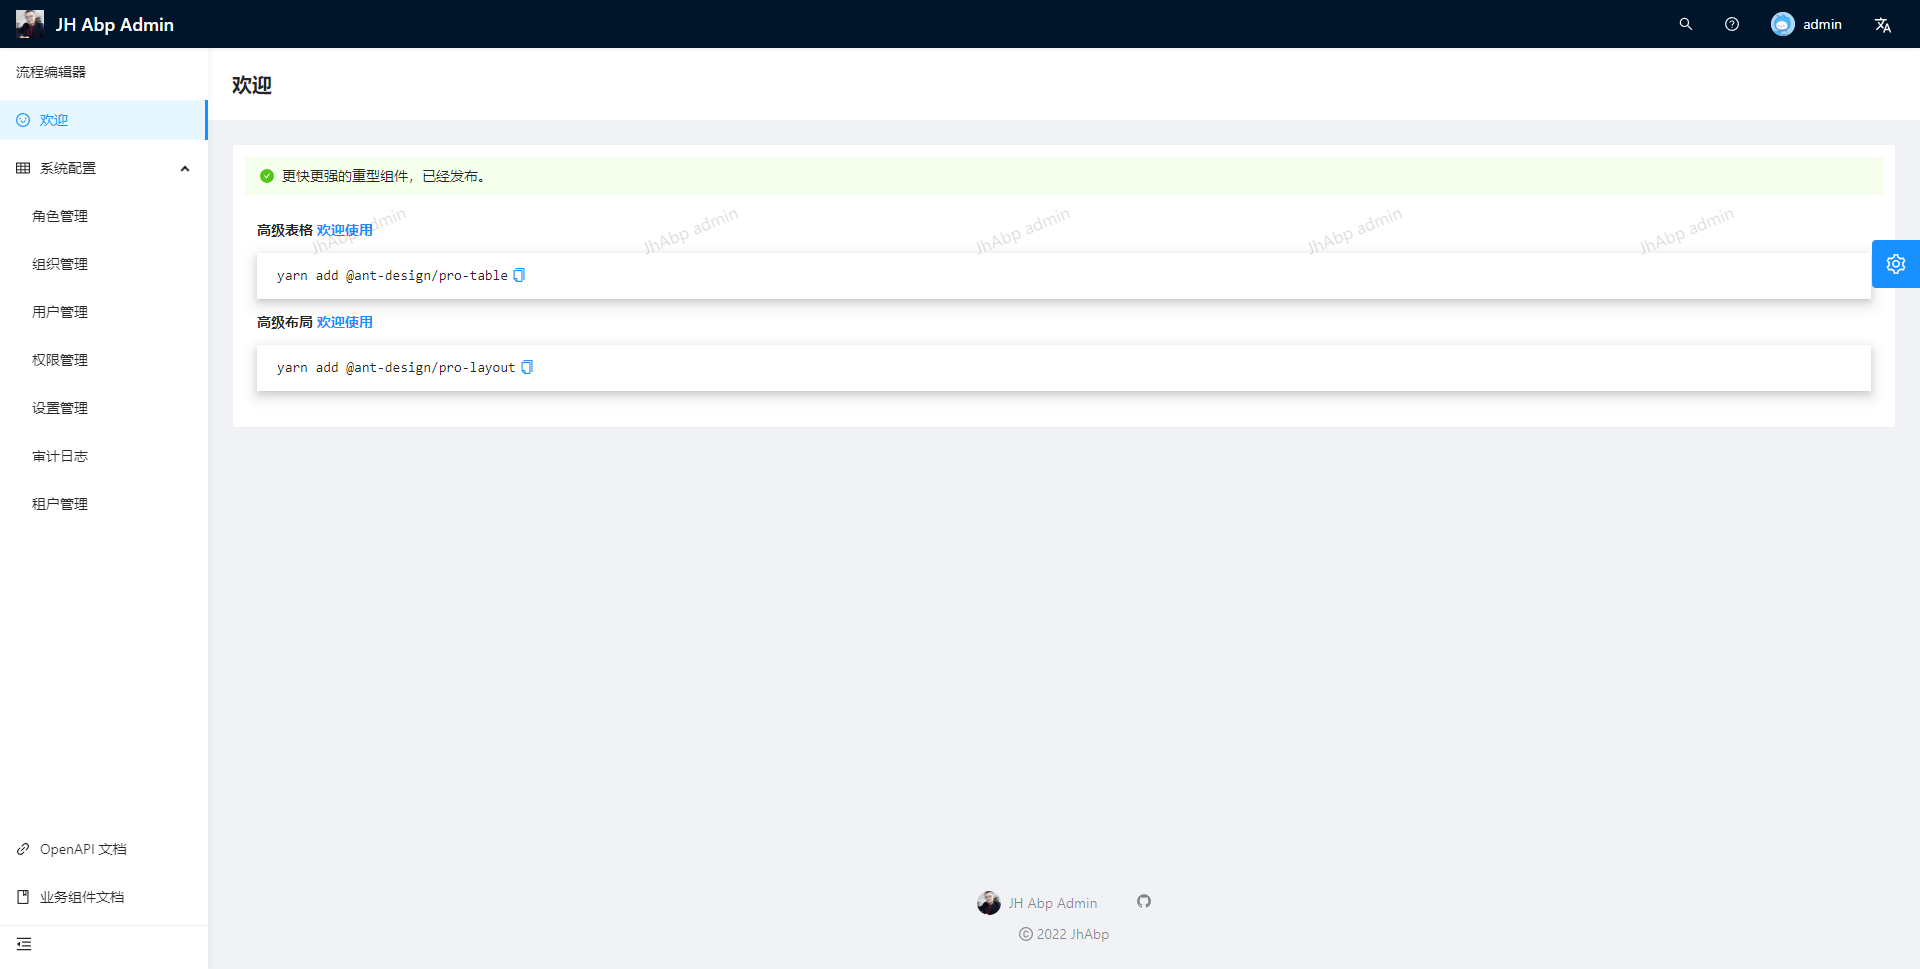 JH Abp Admin
admin
流程编辑器
欢迎
系统配置
角色管理
组织管理
用户管理
权限管理
设置管理
审计日志
租户管理
OpenAPI 文档
业务组件文档
欢迎
更快更强的重型组件，已经发布。
JhAbp admin JhAbp admin JhAbp admin JhAbp admin JhAbp admin
高级表格 欢迎使用
yarn add @ant-design/pro-table
高级布局 欢迎使用
yarn add @ant-design/pro-layout
JH Abp Admin
© 2022 JhAbp